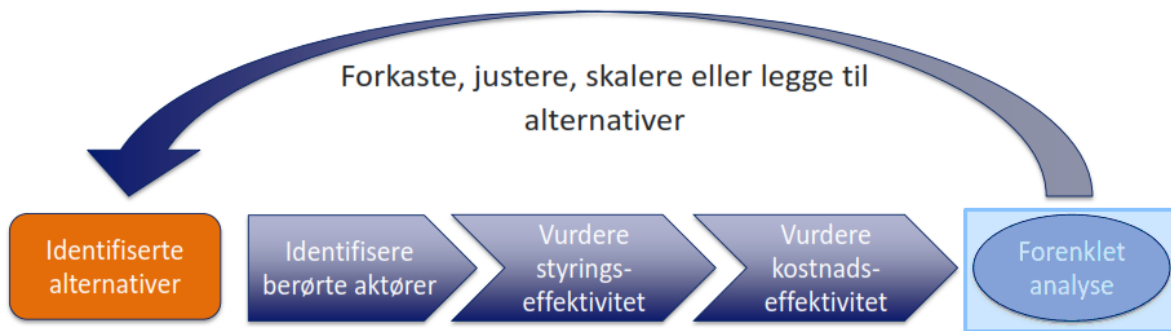 Forkaste, justere, skalere eller legge til
alternativer
Identifiserte
alternativer
Identifisere
berørte aktører
Vurdere
styrings-
effektivitet
Vurdere
kostnads-
effektivitet
Forenklet
analyse